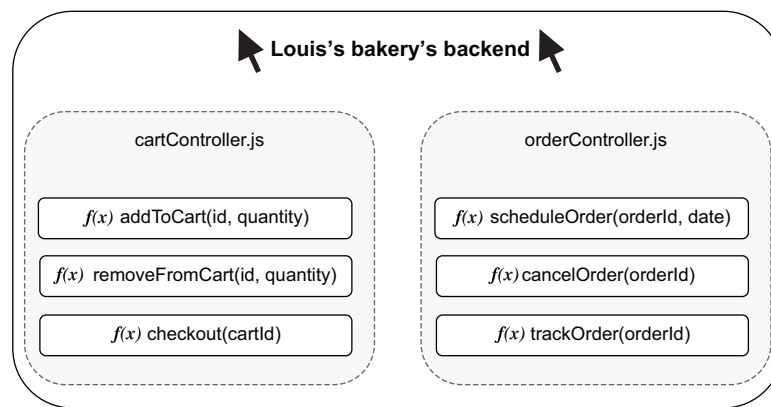 Louis’s bakery’s backend
cartController.js
f(x) addToCart(id, quantity)
f(x) removeFromCart(id, quantity)
f(x) checkout(cartId)
orderController.js
f(x) scheduleOrder(orderId, date)
f(x) cancelOrder(orderId)
f(x) trackOrder(orderId)